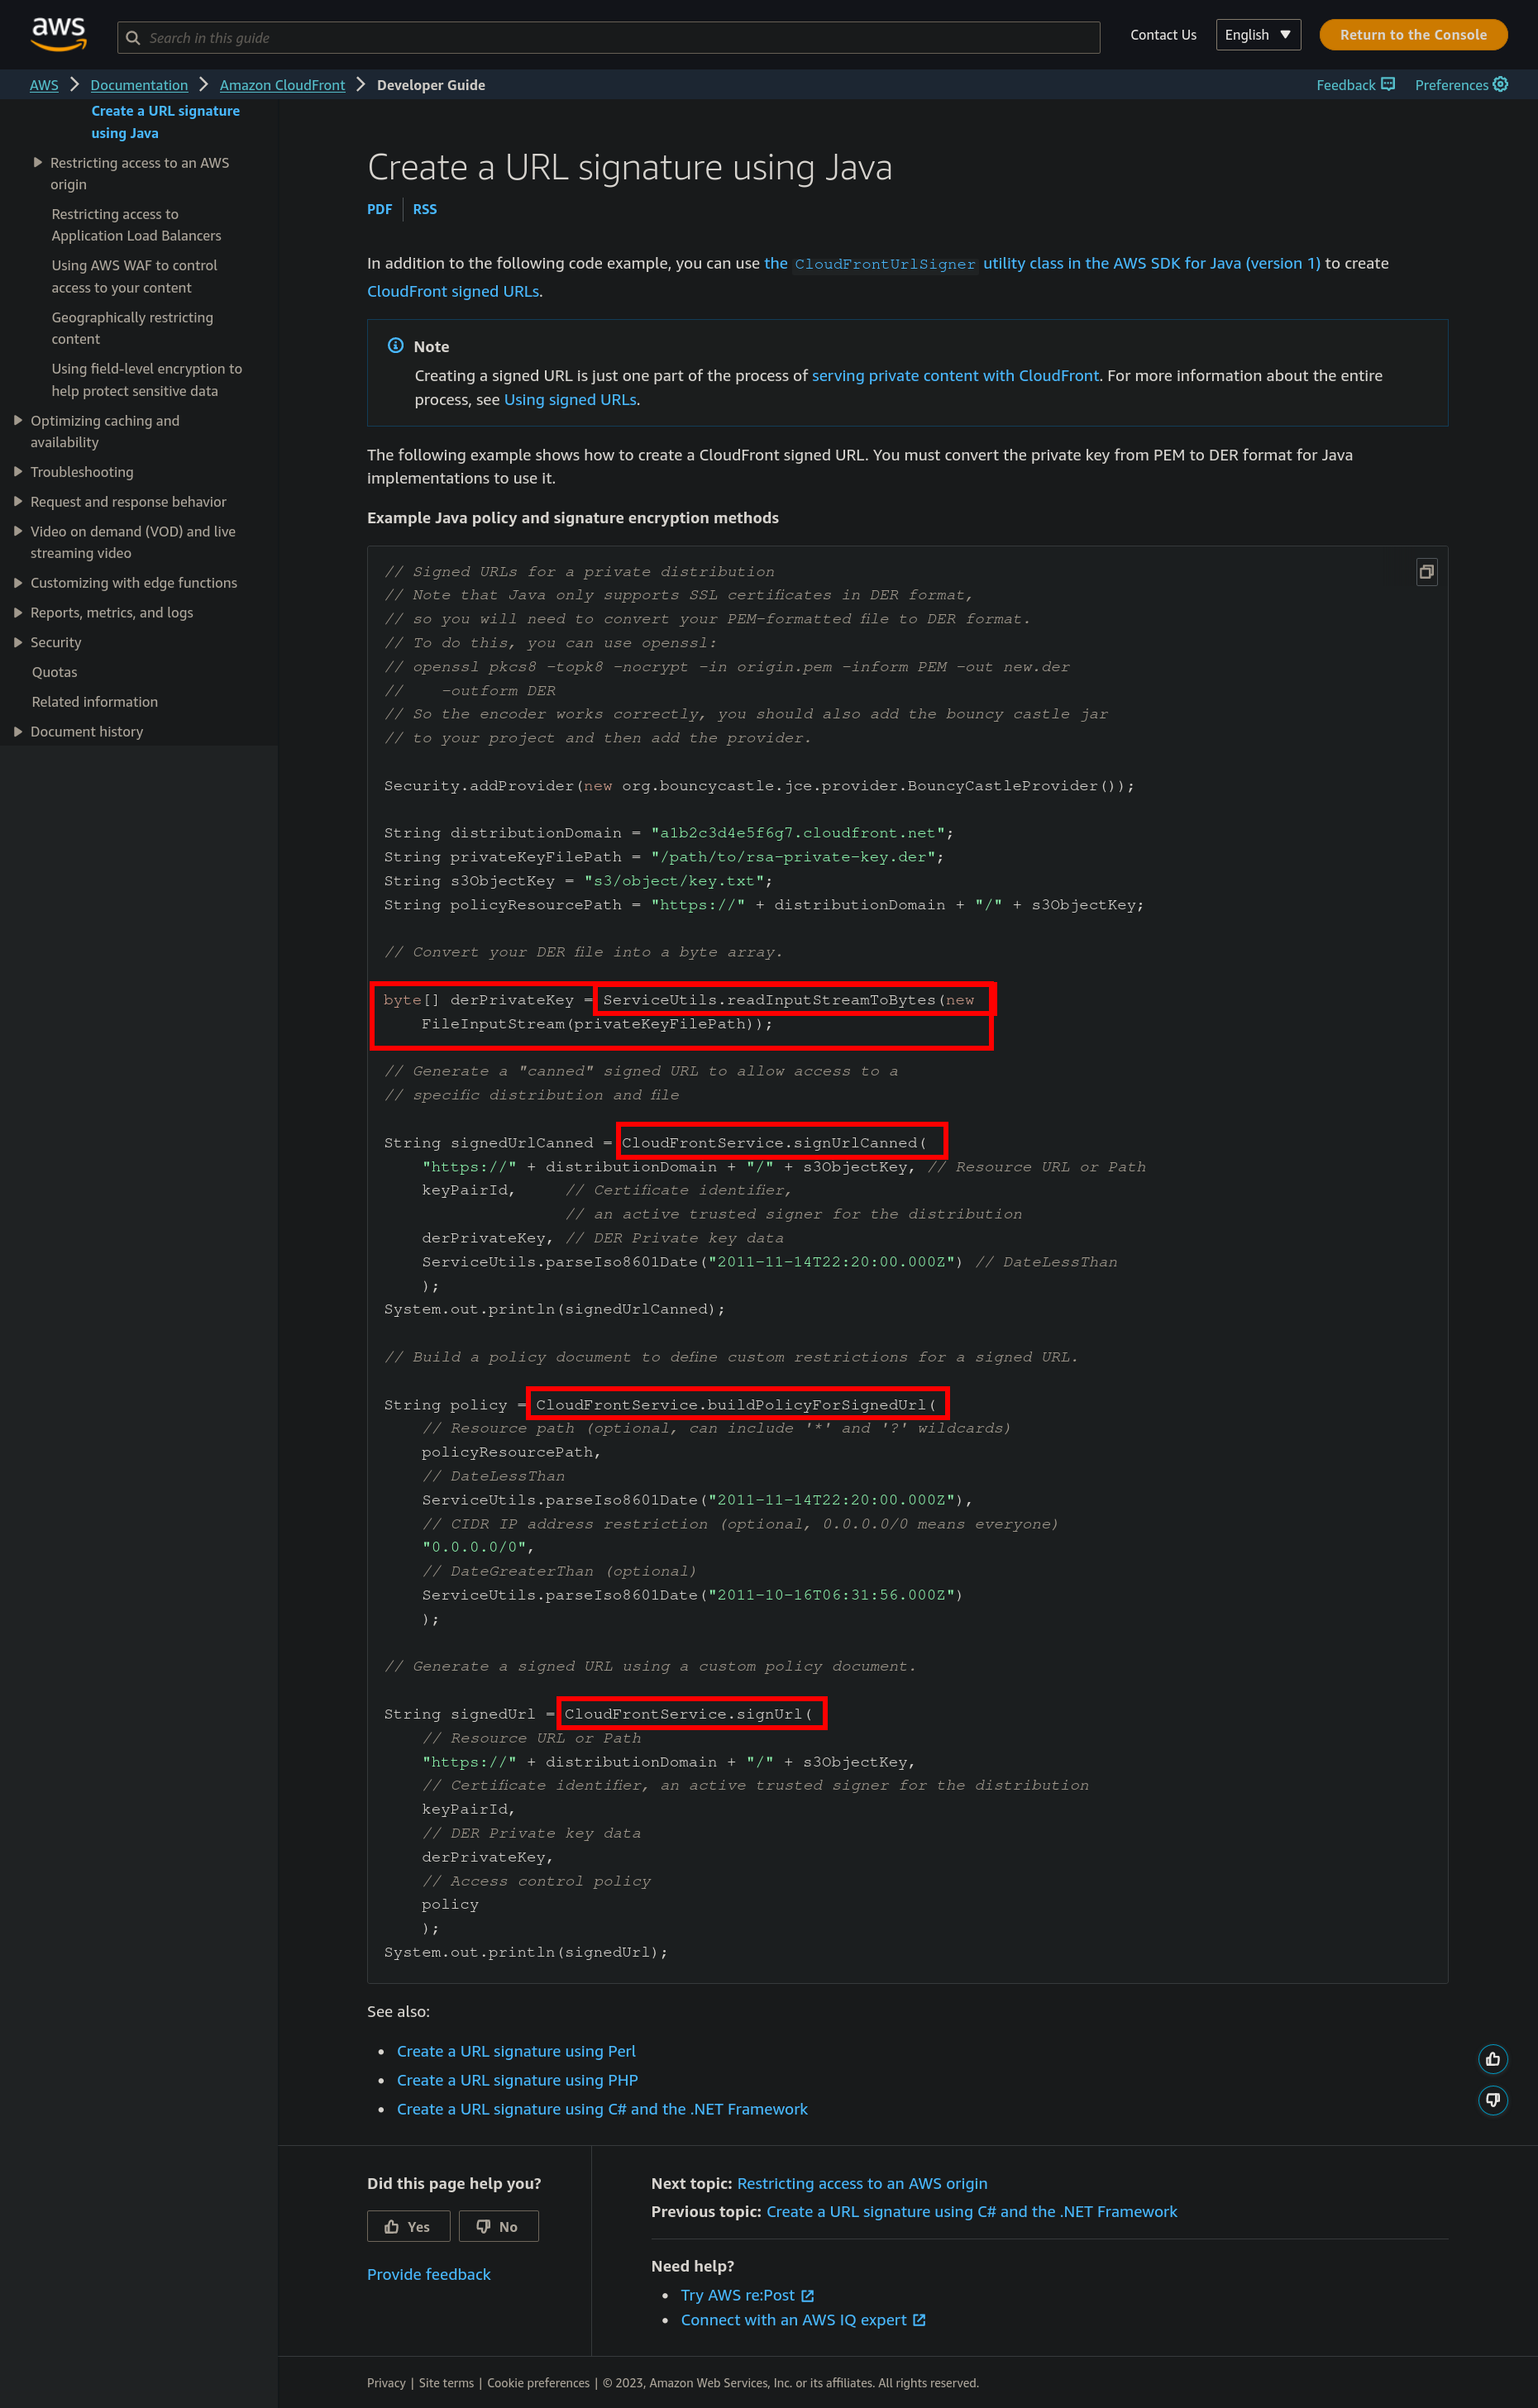 aws
Search in this guide
Contact Us
English
Return to the Console
AWS > Documentation > Amazon CloudFront > Developer Guide
Feedback
Preferences
Create a URL signature
using Java
Restricting access to an AWS
origin
Restricting access to
Application Load Balancers
Using AWS WAF to control
access to your content
Geographically restricting
content
Using field-level encryption to
help protect sensitive data
Optimizing caching and
availability
Troubleshooting
Request and response behavior
Video on demand (VOD) and live
streaming video
Customizing with edge functions
Reports, metrics, and logs
Security
Quotas
Related information
Document history
Create a URL signature using Java
PDF | RSS
In addition to the following code example, you can use the CloudFrontUrlSigner utility class in the AWS SDK for Java (version 1) to create
CloudFront signed URLs.
Note
Creating a signed URL is just one part of the process of serving private content with CloudFront. For more information about the entire
process, see Using signed URLs.
The following example shows how to create a CloudFront signed URL. You must convert the private key from PEM to DER format for Java
implementations to use it.
Example Java policy and signature encryption methods
// Signed URLs for a private distribution
// Note that Java only supports SSL certificates in DER format,
// so you will need to convert your PEM-formatted file to DER format.
// To do this, you can use openssl:
// openssl pkcs8 -topk8 -nocrypt -in origin.pem -inform PEM -out new.der
//    -outform DER
// So the encoder works correctly, you should also add the bouncy castle jar
// to your project and then add the provider.
Security.addProvider(new org.bouncycastle.jce.provider.BouncyCastleProvider());
String distributionDomain = "a1b2c3d4e5f6g7.cloudfront.net";
String privateKeyFilePath = "/path/to/rsa-private-key.der";
String s3ObjectKey = "s3/object/key.txt";
String policyResourcePath = "https://" + distributionDomain + "/" + s3ObjectKey;
// Convert your DER file into a byte array.
byte[] derPrivateKey = ServiceUtils.readInputStreamToBytes(new
    FileInputStream(privateKeyFilePath));
// Generate a "canned" signed URL to allow access to a
// specific distribution and file
String signedUrlCanned = CloudFrontService.signUrlCanned(
    "https://" + distributionDomain + "/" + s3ObjectKey, // Resource URL or Path
    keyPairId,     // Certificate identifier,
                   // an active trusted signer for the distribution
    derPrivateKey, // DER Private key data
    ServiceUtils.parseIso8601Date("2011-11-14T22:20:00.000Z") // DateLessThan
    );
System.out.println(signedUrlCanned);
// Build a policy document to define custom restrictions for a signed URL.
String policy = CloudFrontService.buildPolicyForSignedUrl(
    // Resource path (optional, can include '*' and '?' wildcards)
    policyResourcePath,
    // DateLessThan
    ServiceUtils.parseIso8601Date("2011-11-14T22:20:00.000Z"),
    // CIDR IP address restriction (optional, 0.0.0.0/0 means everyone)
    "0.0.0.0/0",
    // DateGreaterThan (optional)
    ServiceUtils.parseIso8601Date("2011-10-16T06:31:56.000Z")
    );
// Generate a signed URL using a custom policy document.
String signedUrl = CloudFrontService.signUrl(
    // Resource URL or Path
    "https://" + distributionDomain + "/" + s3ObjectKey,
    // Certificate identifier, an active trusted signer for the distribution
    keyPairId,
    // DER Private key data
    derPrivateKey,
    // Access control policy
    policy
    );
System.out.println(signedUrl);
See also:
• Create a URL signature using Perl
• Create a URL signature using PHP
• Create a URL signature using C# and the .NET Framework
Did this page help you?
Yes
No
Provide feedback
Next topic: Restricting access to an AWS origin
Previous topic: Create a URL signature using C# and the .NET Framework
Need help?
• Try AWS re:Post
• Connect with an AWS IQ expert
Privacy | Site terms | Cookie preferences | © 2023, Amazon Web Services, Inc. or its affiliates. All rights reserved.